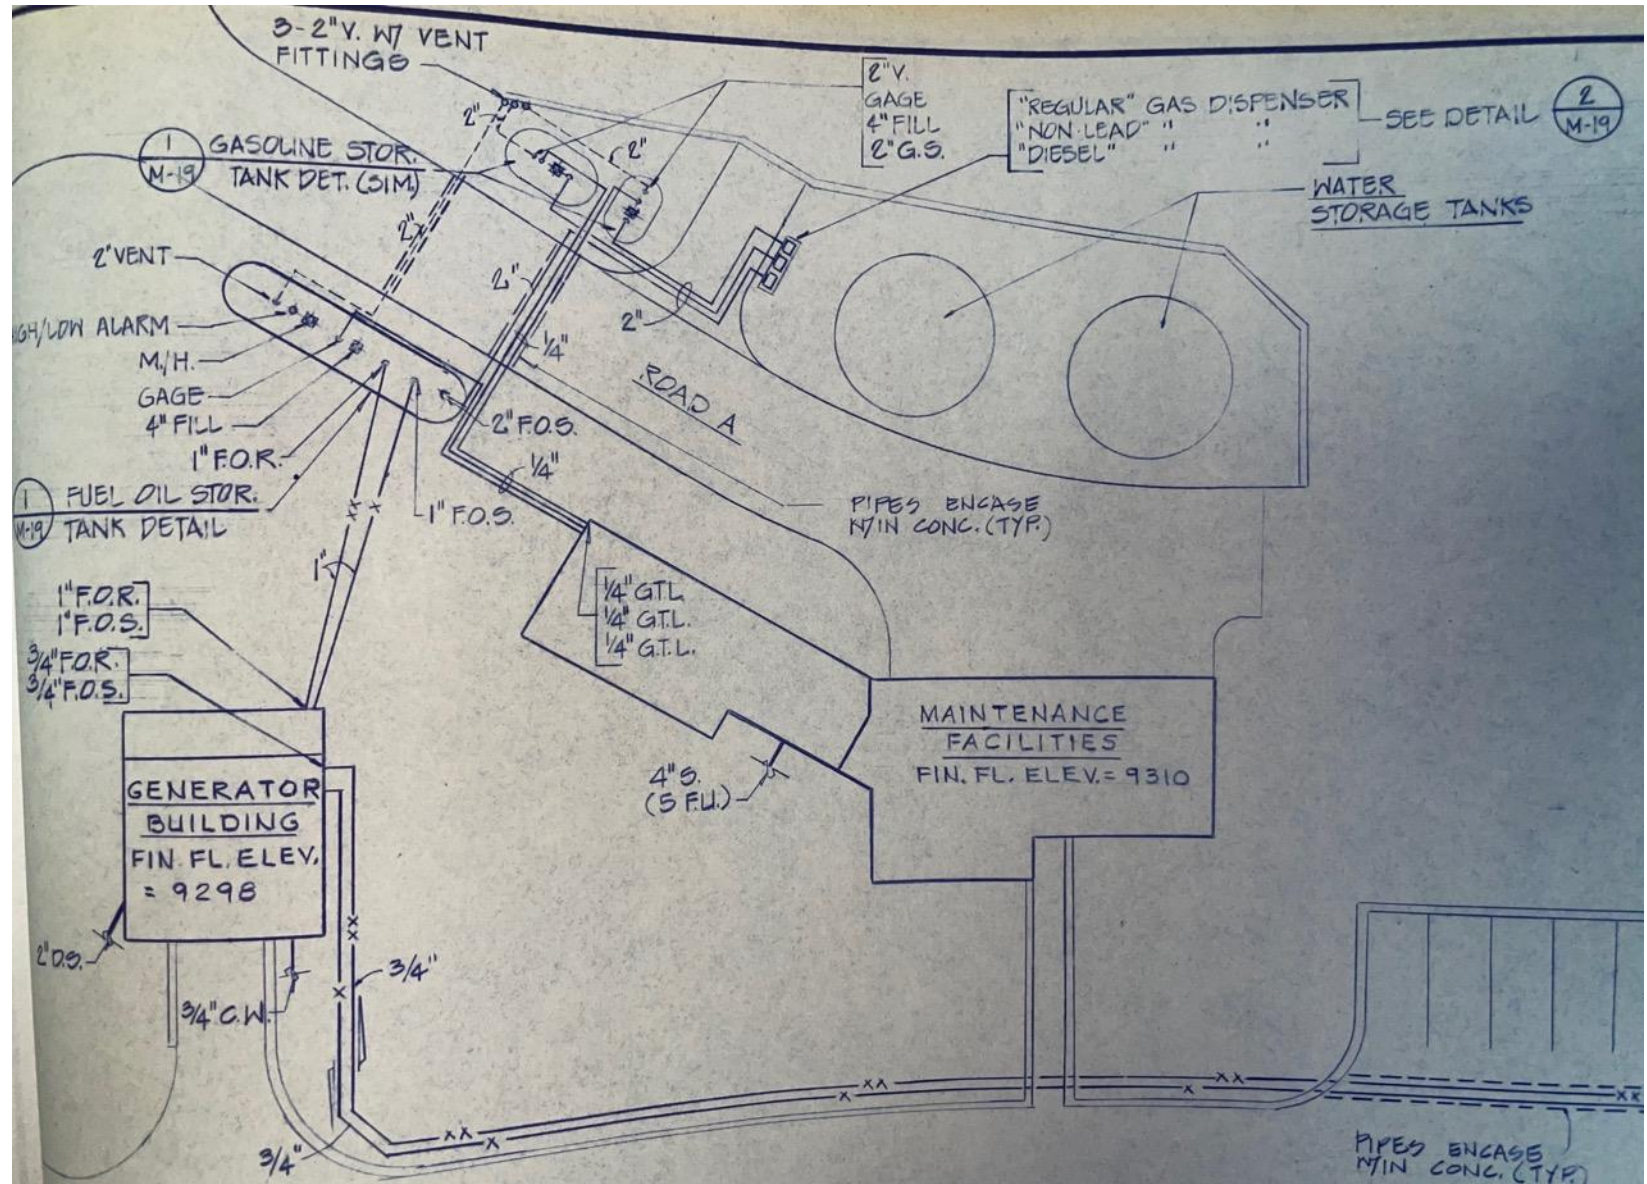 3-2"V. W/ VENT
FITTINGS
2"V.
GAGE
4" FILL
2" G.S.
"REGULAR" GAS DISPENSER
"NON-LEAD" " "
"DIESEL" " "
SEE DETAIL
2
M-19
1
M-19
GASOLINE STOR.
TANK DET. (SIM.)
2"
2"
WATER
STORAGE TANKS
2"
2" VENT
2"
2"
HIGH/LOW ALARM
M./H.
GAGE
4" FILL
1" F.O.R.
1/4"
ROAD A
2" F.O.S.
1/4"
1
M-19
FUEL OIL STOR.
TANK DETAIL
1" F.O.S.
PIPES ENCASE
W/IN CONC. (TYP.)
1"
1" F.O.R.
1" F.O.S.
1/4" G.T.L.
1/4" G.T.L.
1/4" G.T.L.
3/4" F.O.R.
3/4" F.O.S.
MAINTENANCE
FACILITIES
FIN. FL. ELEV. = 9310
4" S.
(5 F.U.)
GENERATOR
BUILDING
FIN. FL. ELEV.
= 9298
2" D.S.
3/4" C.W.
3/4"
3/4"
PIPES ENCASE
W/IN CONC. (TYP.)